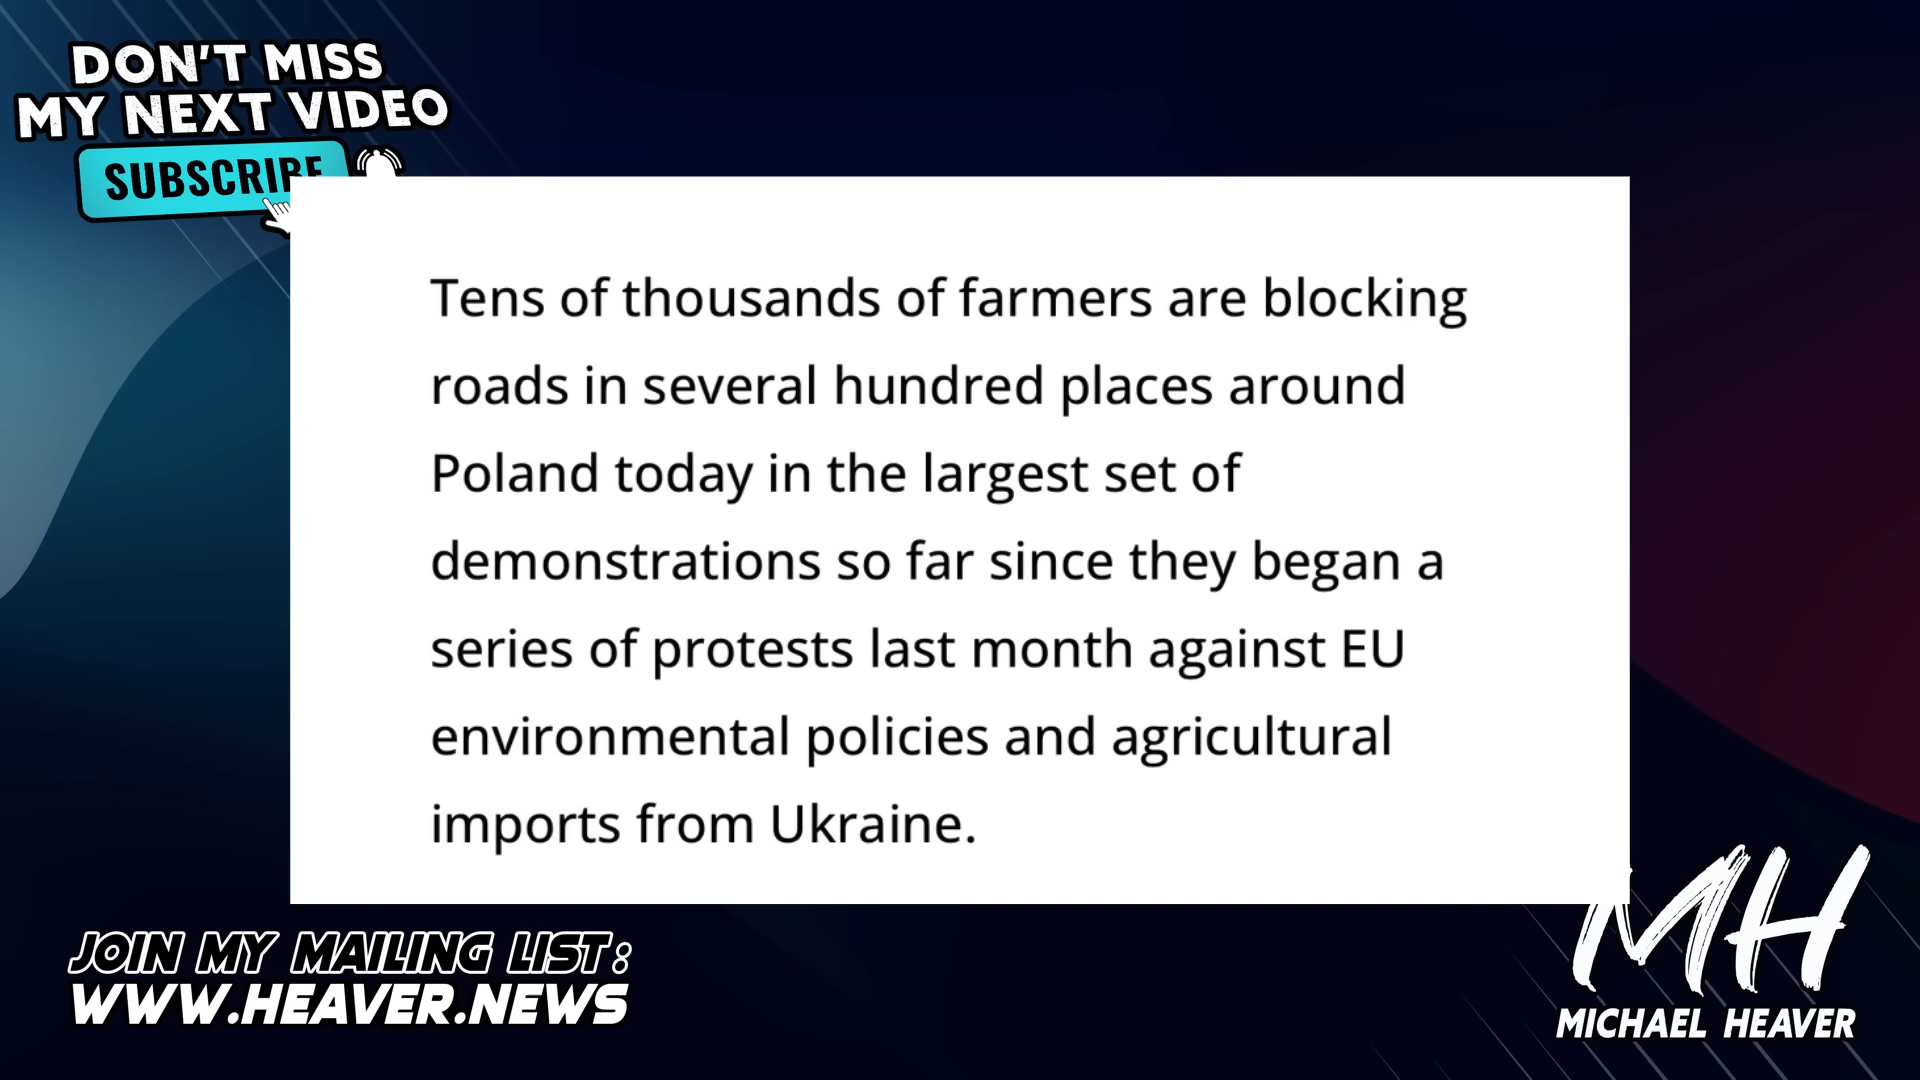 DON'T MISS
MY NEXT VIDEO
SUBSCRIBE
Tens of thousands of farmers are blocking
roads in several hundred places around
Poland today in the largest set of
demonstrations so far since they began a
series of protests last month against EU
environmental policies and agricultural
imports from Ukraine.
JOIN MY MAILING LIST:
WWW.HEAVER.NEWS
MH
MICHAEL HEAVER